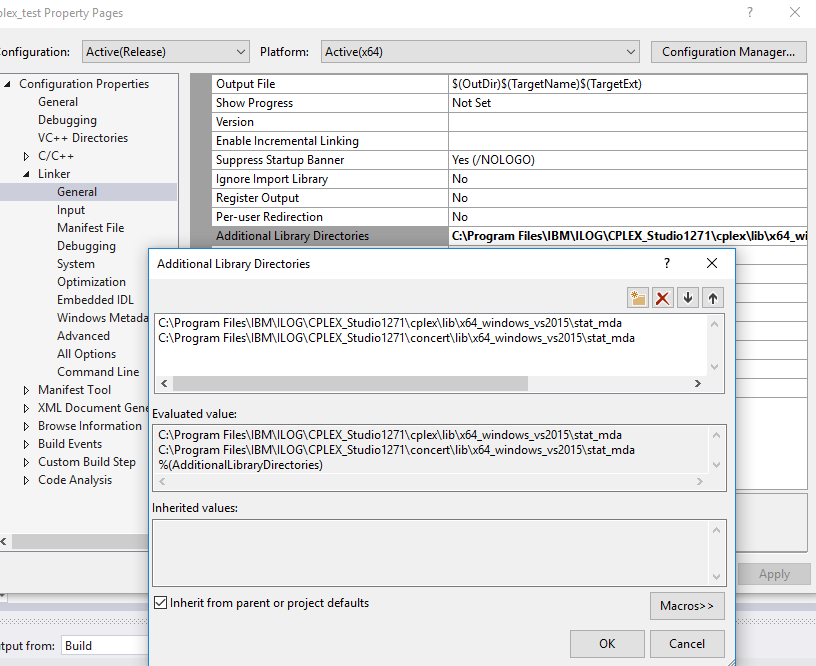 plex_test Property Pages
? ×
onfiguration: Active(Release) Platform: Active(x64) Configuration Manager...
Configuration Properties
General
Debugging
VC++ Directories
C/C++
Linker
General
Input
Manifest File
Debugging
System
Optimization
Embedded IDL
Windows Metada
Advanced
All Options
Command Line
Manifest Tool
XML Document Gene
Browse Information
Build Events
Custom Build Step
Code Analysis
Output File $(OutDir)$(TargetName)$(TargetExt)
Show Progress Not Set
Version
Enable Incremental Linking
Suppress Startup Banner Yes (/NOLOGO)
Ignore Import Library No
Register Output No
Per-user Redirection No
Additional Library Directories C:\Program Files\IBM\ILOG\CPLEX_Studio1271\cplex\lib\x64_wi
Additional Library Directories
? ×
C:\Program Files\IBM\ILOG\CPLEX_Studio1271\cplex\lib\x64_windows_vs2015\stat_mda
C:\Program Files\IBM\ILOG\CPLEX_Studio1271\concert\lib\x64_windows_vs2015\stat_mda
Evaluated value:
C:\Program Files\IBM\ILOG\CPLEX_Studio1271\cplex\lib\x64_windows_vs2015\stat_mda
C:\Program Files\IBM\ILOG\CPLEX_Studio1271\concert\lib\x64_windows_vs2015\stat_mda
%(AdditionalLibraryDirectories)
Inherited values:
Inherit from parent or project defaults
Macros>>
OK Cancel
Apply
tput from: Build